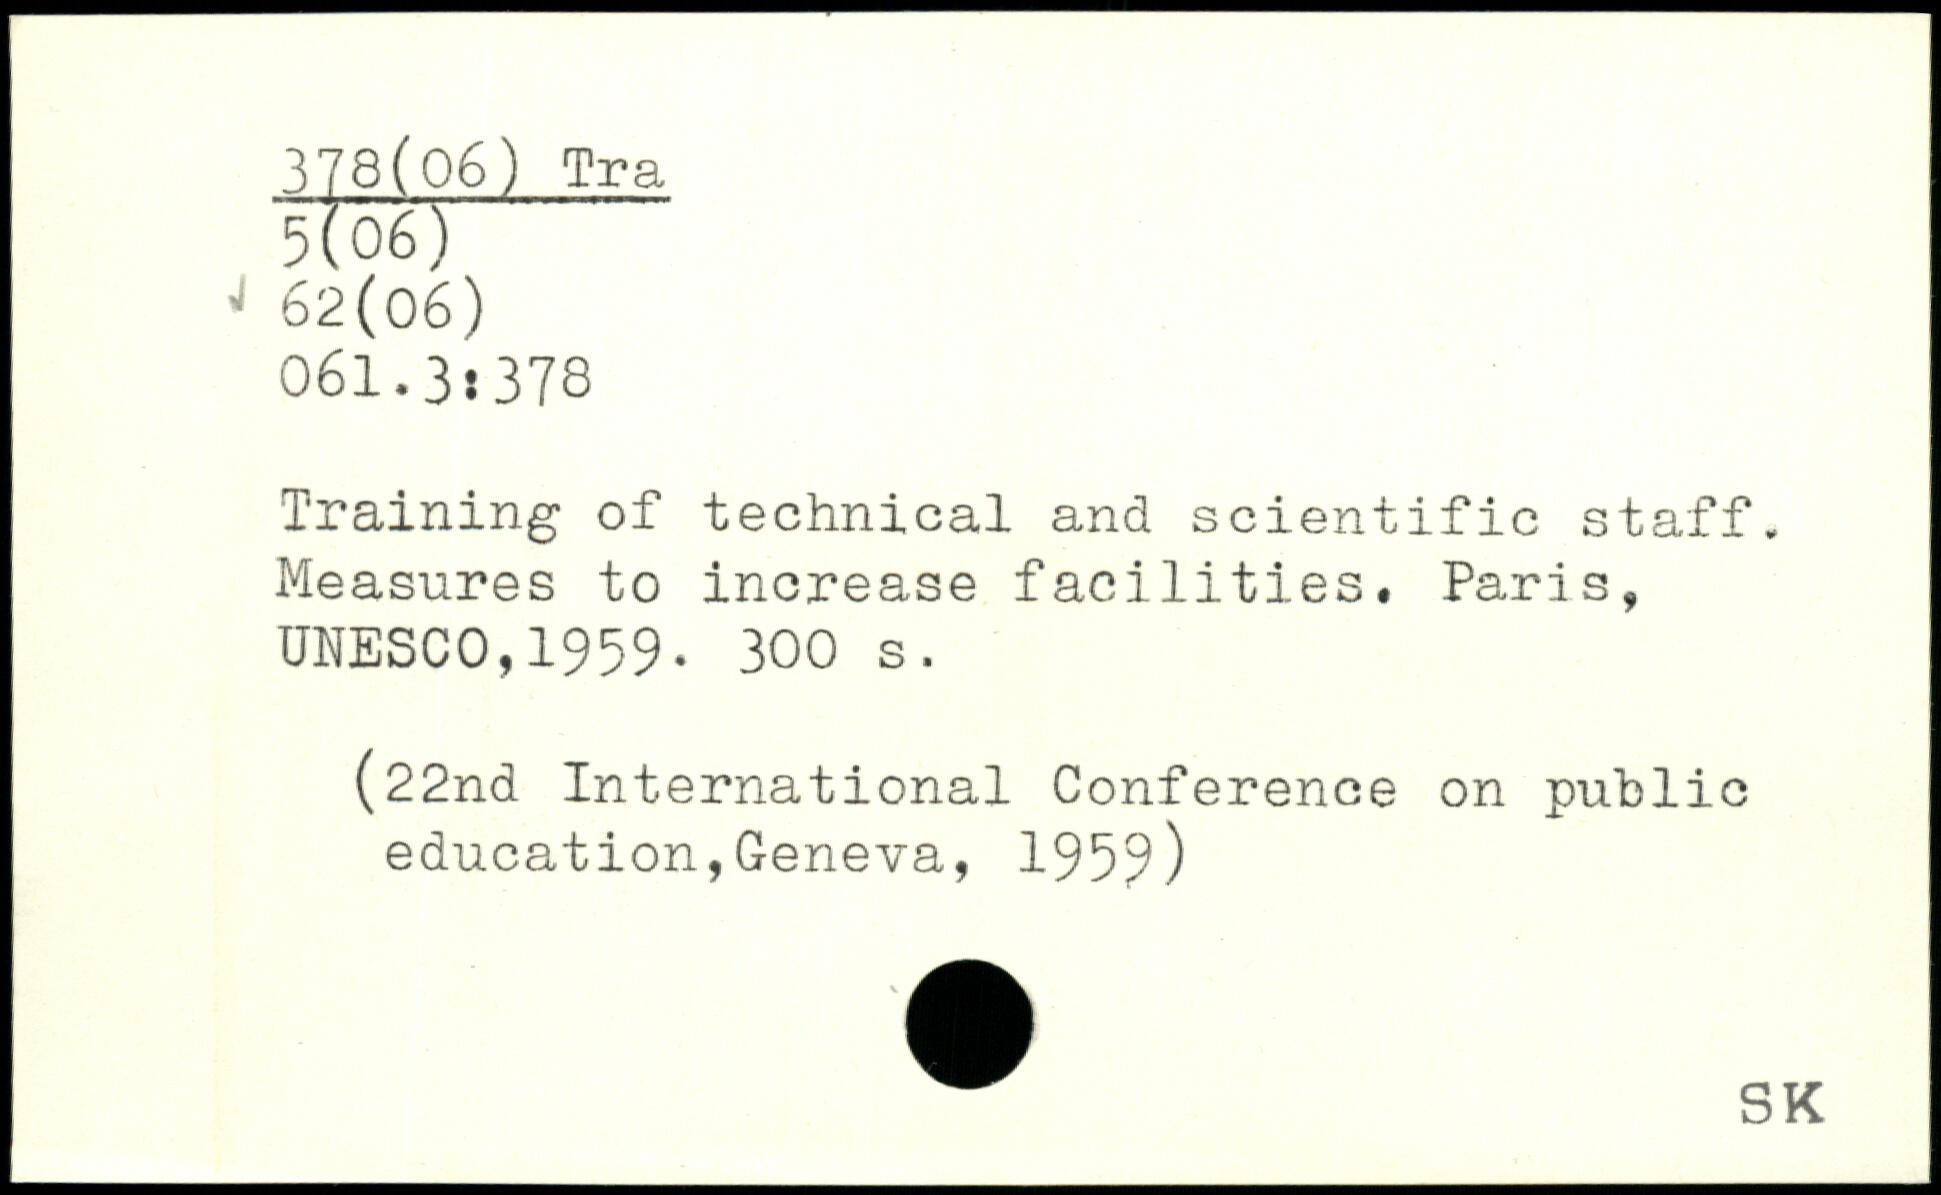 378(06) Tra
5(06)
62(06)
061.3:378
Training of technical and scientific staff.
Measures to increase facilities. Paris,
UNESCO,1959. 300 s.
(22nd International Conference on public
education,Geneva, 1959)
SK